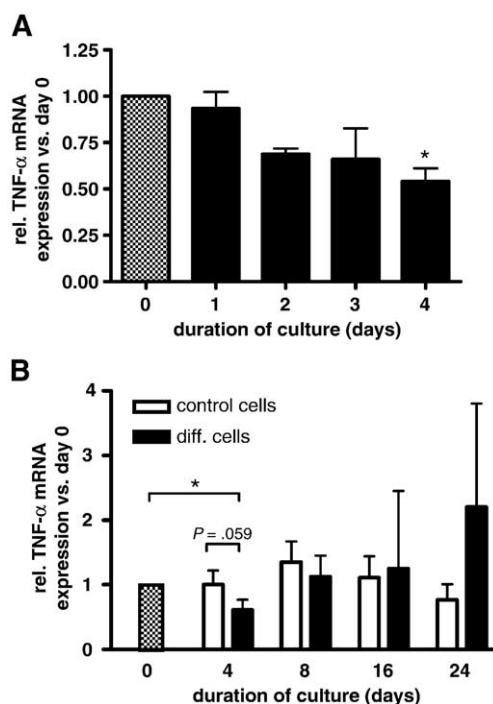 A
rel. TNF-α mRNA
expression vs. day 0
1.25
1.00
0.75
0.50
0.25
0.00
*
0 1 2 3 4
duration of culture (days)
B
rel. TNF-α mRNA
expression vs. day 0
4
3
2
1
0
control cells
diff. cells
*
P = .059
0 4 8 16 24
duration of culture (days)